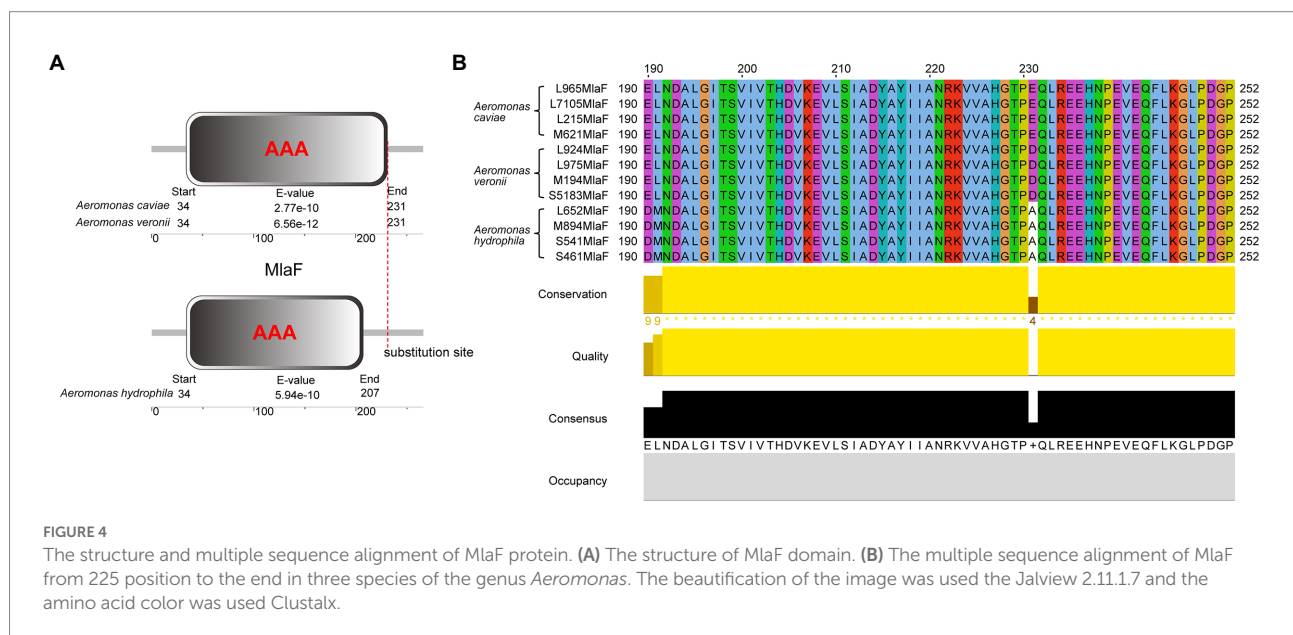 A
AAA
Start E-value End
Aeromonas caviae 34 2.77e-10 231
Aeromonas veronii 34 6.56e-12 231
0 100 200
MlaF
AAA
substitution site
Start E-value End
Aeromonas hydrophila 34 5.94e-10 207
0 100 200
B
190 200 210 220 230
Aeromonas caviae
L965MlaF 190 ELNDALGITSVIVTHDVKEVLSIADYAYIIANRKVVAHGTPEQLREEHNPEVEQFLKGLPDGP 252
L7105MlaF 190 ELNDALGITSVIVTHDVKEVLSIADYAYIIANRKVVAHGTPEQLREEHNPEVEQFLKGLPDGP 252
L215MlaF 190 ELNDALGITSVIVTHDVKEVLSIADYAYIIANRKVVAHGTPEQLREEHNPEVEQFLKGLPDGP 252
M621MlaF 190 ELNDALGITSVIVTHDVKEVLSIADYAYIIANRKVVAHGTPEQLREEHNPEVEQFLKGLPDGP 252
Aeromonas veronii
L924MlaF 190 ELNDALGITSVIVTHDVKEVLSIADYAYIIANRKVVAHGTPDQLREEHNPEVEQFLKGLPDGP 252
L975MlaF 190 ELNDALGITSVIVTHDVKEVLSIADYAYIIANRKVVAHGTPDQLREEHNPEVEQFLKGLPDGP 252
M194MlaF 190 ELNDALGITSVIVTHDVKEVLSIADYAYIIANRKVVAHGTPDQLREEHNPEVEQFLKGLPDGP 252
S5183MlaF 190 ELNDALGITSVIVTHDVKEVLSIADYAYIIANRKVVAHGTPDQLREEHNPEVEQFLKGLPDGP 252
Aeromonas hydrophila
L652MlaF 190 DMNDALGITSVIVTHDVKEVLSIADYAYIIANRKVVAHGTPAQLREEHNPEVEQFLKGLPDGP 252
M894MlaF 190 DMNDALGITSVIVTHDVKEVLSIADYAYIIANRKVVAHGTPAQLREEHNPEVEQFLKGLPDGP 252
S541MlaF 190 DMNDALGITSVIVTHDVKEVLSIADYAYIIANRKVVAHGTPAQLREEHNPEVEQFLKGLPDGP 252
S461MlaF 190 DMNDALGITSVIVTHDVKEVLSIADYAYIIANRKVVAHGTPAQLREEHNPEVEQFLKGLPDGP 252
Conservation
9 9 4
Quality
Consensus
ELNDALGITSVIVTHDVKEVLSIADYAYIIANRKVVAHGTP+QLREEHNPEVEQFLKGLPDGP
Occupancy
FIGURE 4
The structure and multiple sequence alignment of MlaF protein. (A) The structure of MlaF domain. (B) The multiple sequence alignment of MlaF
from 225 position to the end in three species of the genus Aeromonas. The beautification of the image was used the Jalview 2.11.1.7 and the
amino acid color was used Clustalx.